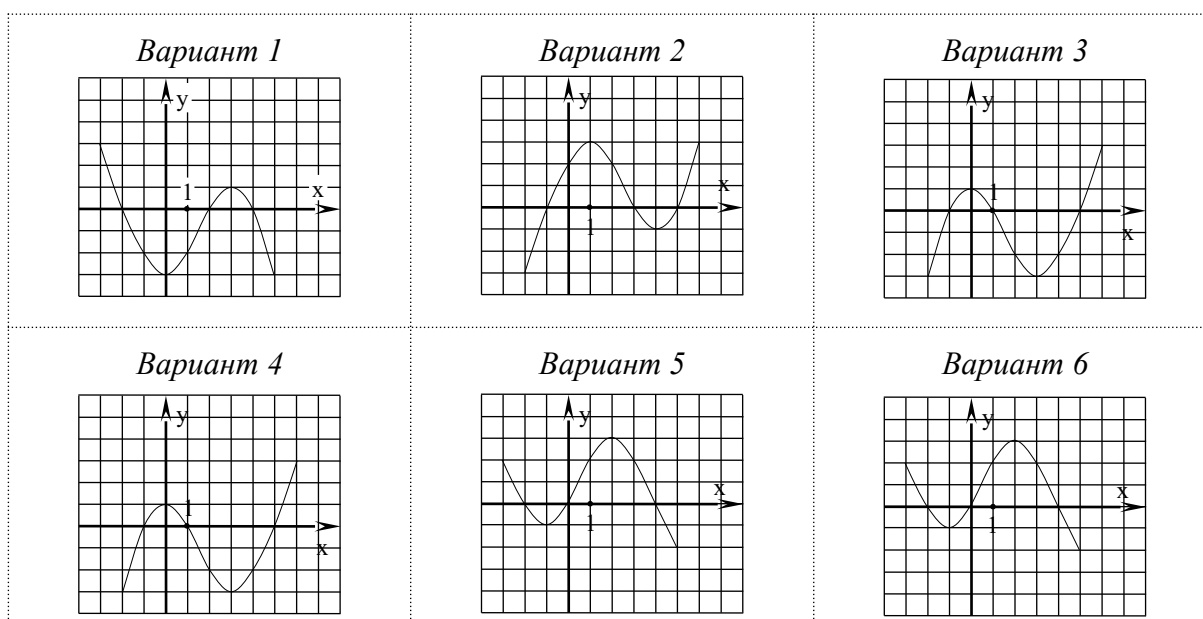 Вариант 1
Вариант 2
Вариант 3
y
1
x
y
1
x
y
1
x
Вариант 4
Вариант 5
Вариант 6
y
1
x
y
1
x
y
1
x